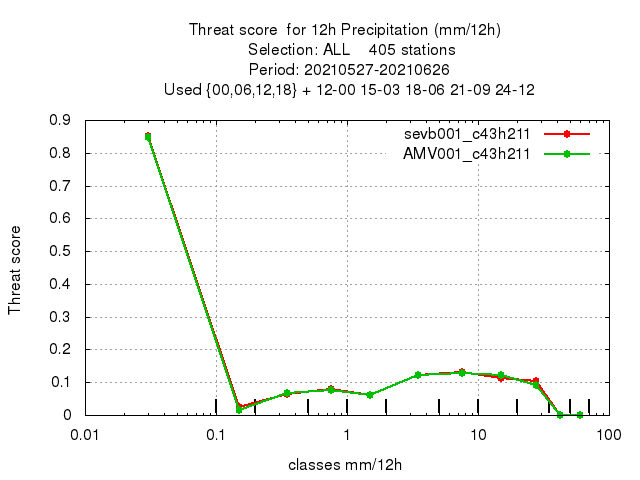 Threat score  for 12h Precipitation (mm/12h)
Selection: ALL    405 stations
Period: 20210527-20210626
Used {00,06,12,18} + 12-00 15-03 18-06 21-09 24-12
sevb001_c43h211
AMV001_c43h211
Threat score
0.9
0.8
0.7
0.6
0.5
0.4
0.3
0.2
0.1
0
0.01
0.1
1
10
100
classes mm/12h